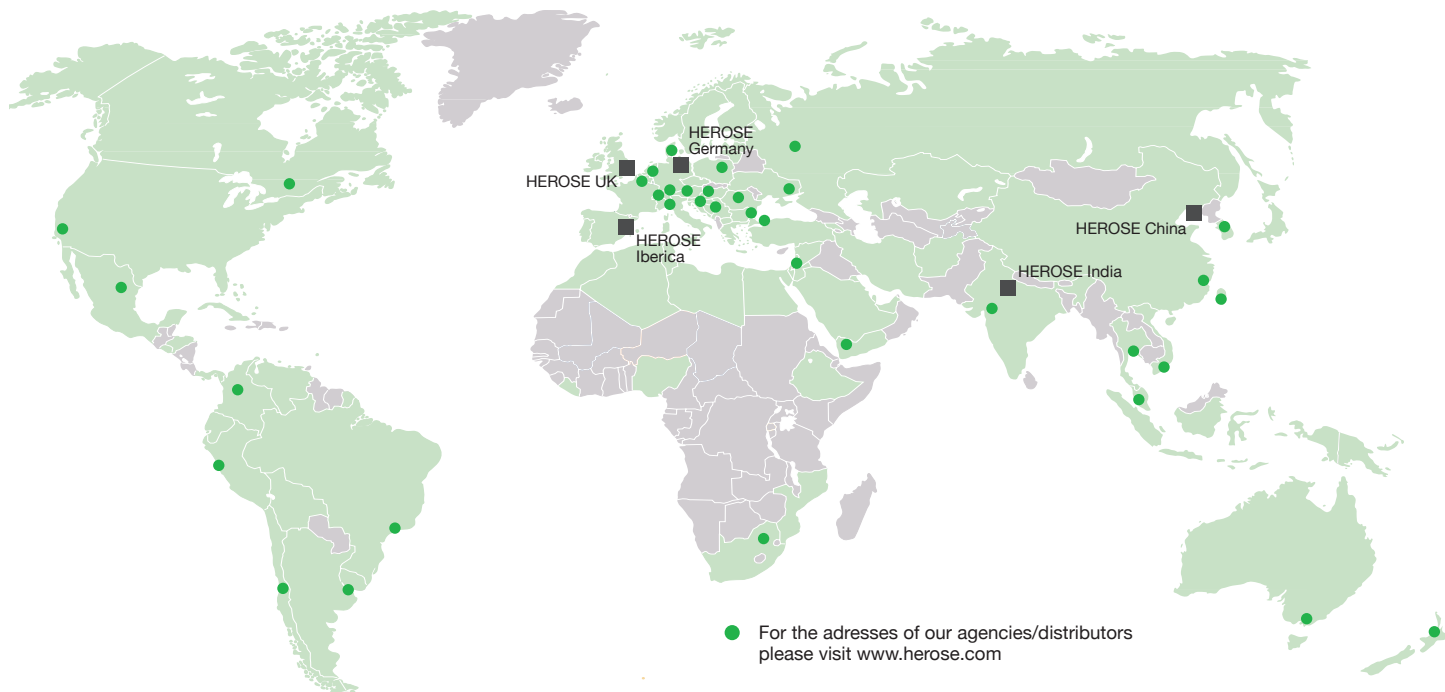 HEROSE
Germany
HEROSE UK
HEROSE
Iberica
HEROSE China
HEROSE India
For the adresses of our agencies/distributors
please visit www.herose.com